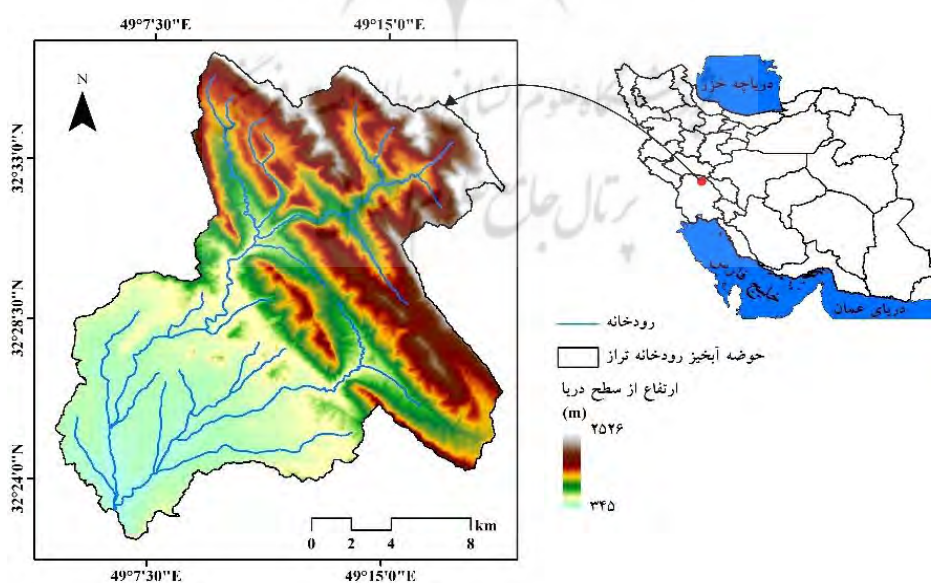 49°7'30"E
49°15'0"E
N
32°33'0"N
32°28'30"N
32°24'0"N
km
0 2 4 8
49°7'30"E
49°15'0"E
دریاچه خزر
دریای عمان
رودخانه
حوضه آبخیز رودخانه تراز
ارتفاع از سطح دریا
(m)
۲۵۲۶
۳۴۵
پرتال جامع